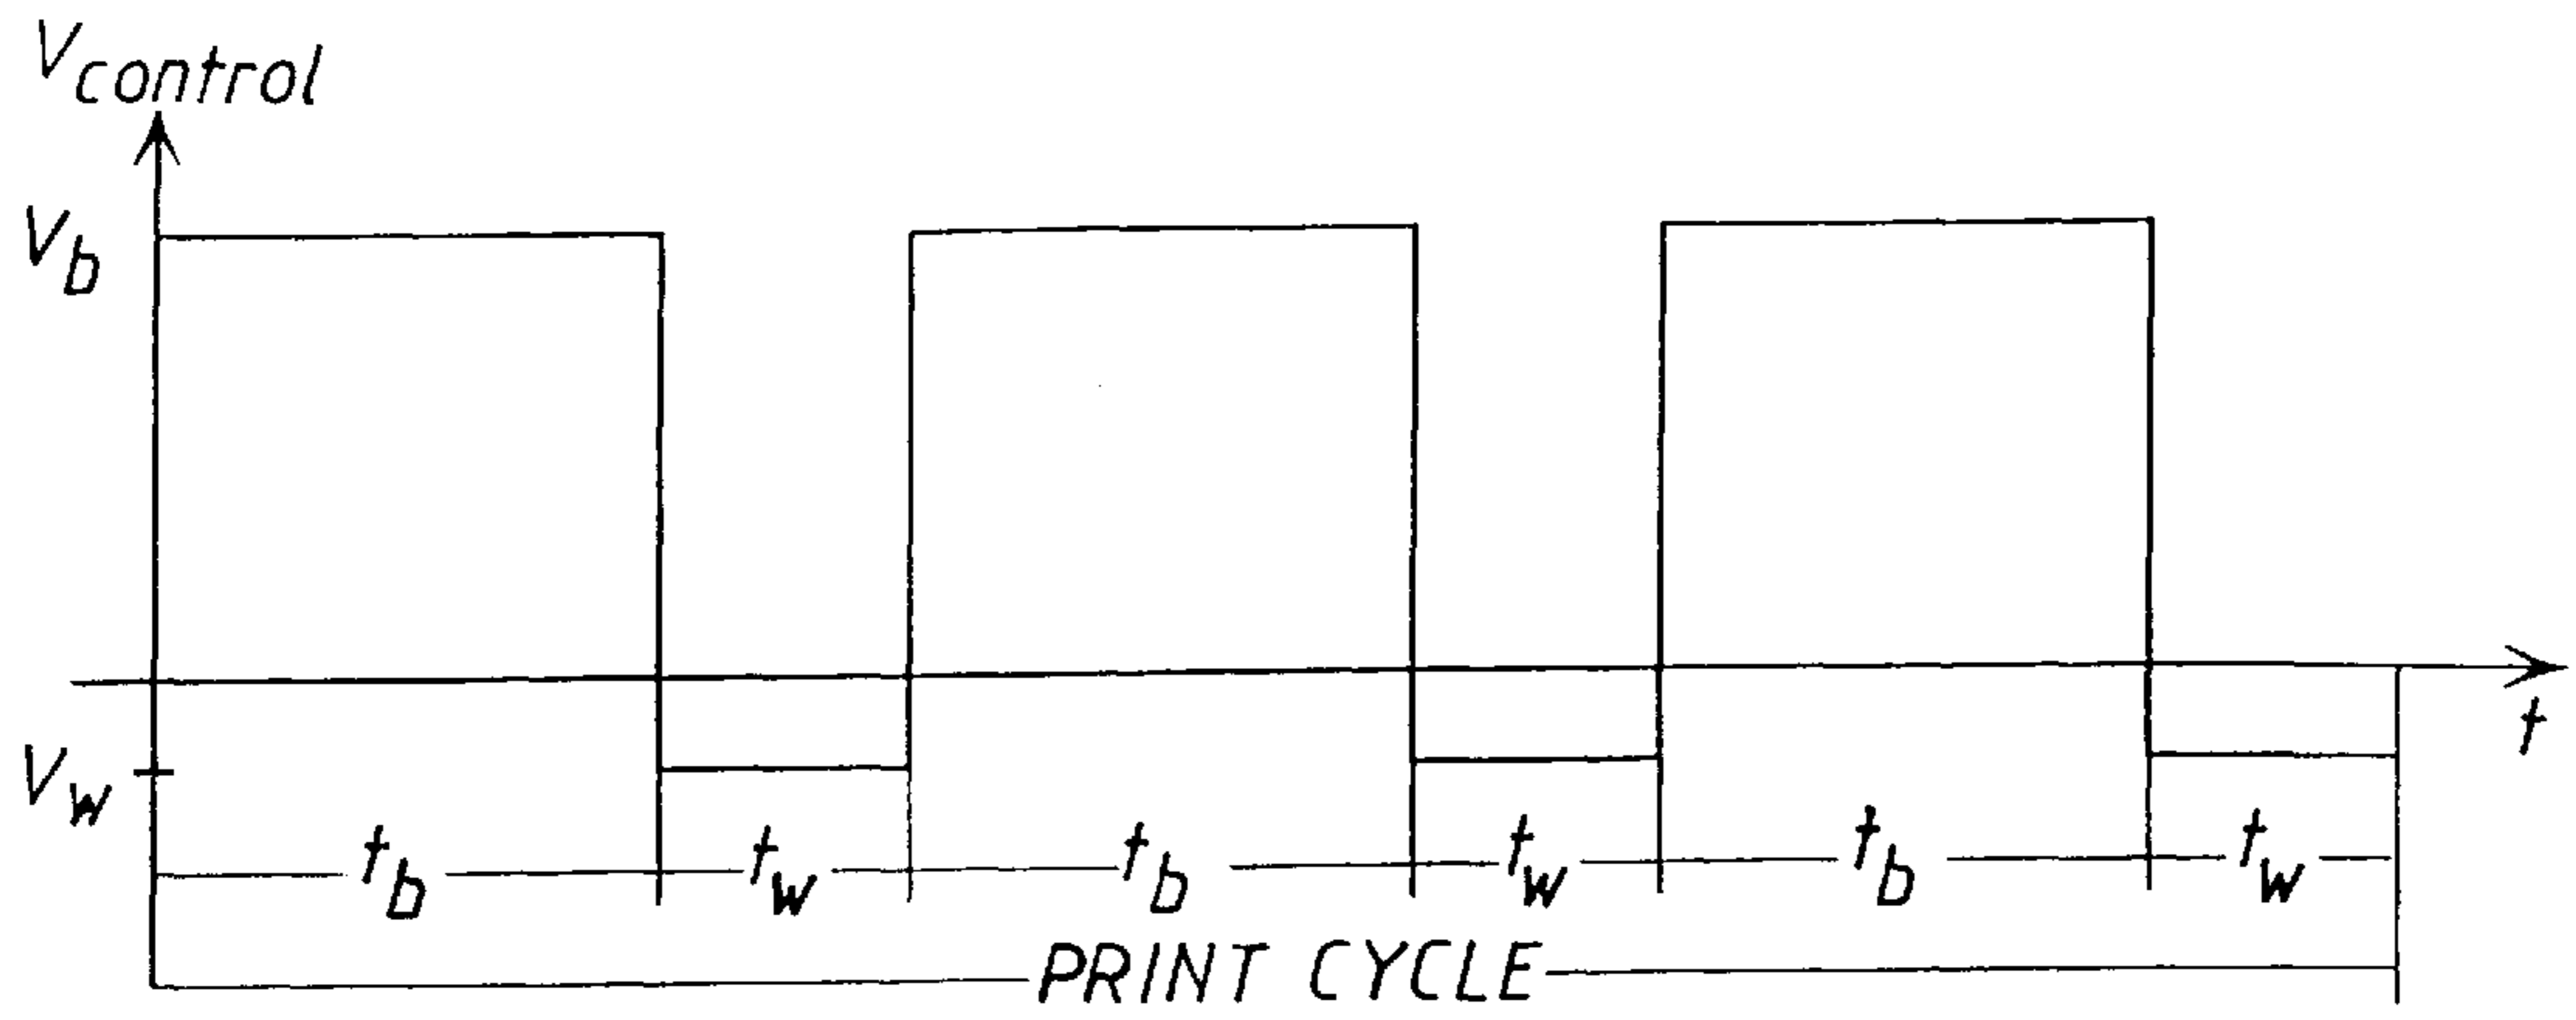 Vcontrol
Vb
t
Vw
tb tw tb tw tb tw
PRINT CYCLE